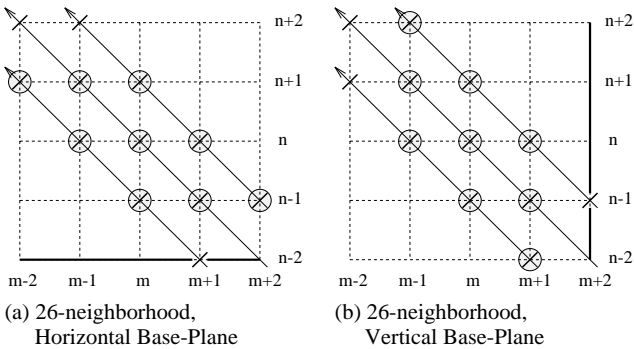 n+2
n+1
n
n-1
n-2
m-2 m-1 m m+1 m+2
(a) 26-neighborhood,
Horizontal Base-Plane
n+2
n+1
n
n-1
n-2
m-2 m-1 m m+1 m+2
(b) 26-neighborhood,
Vertical Base-Plane